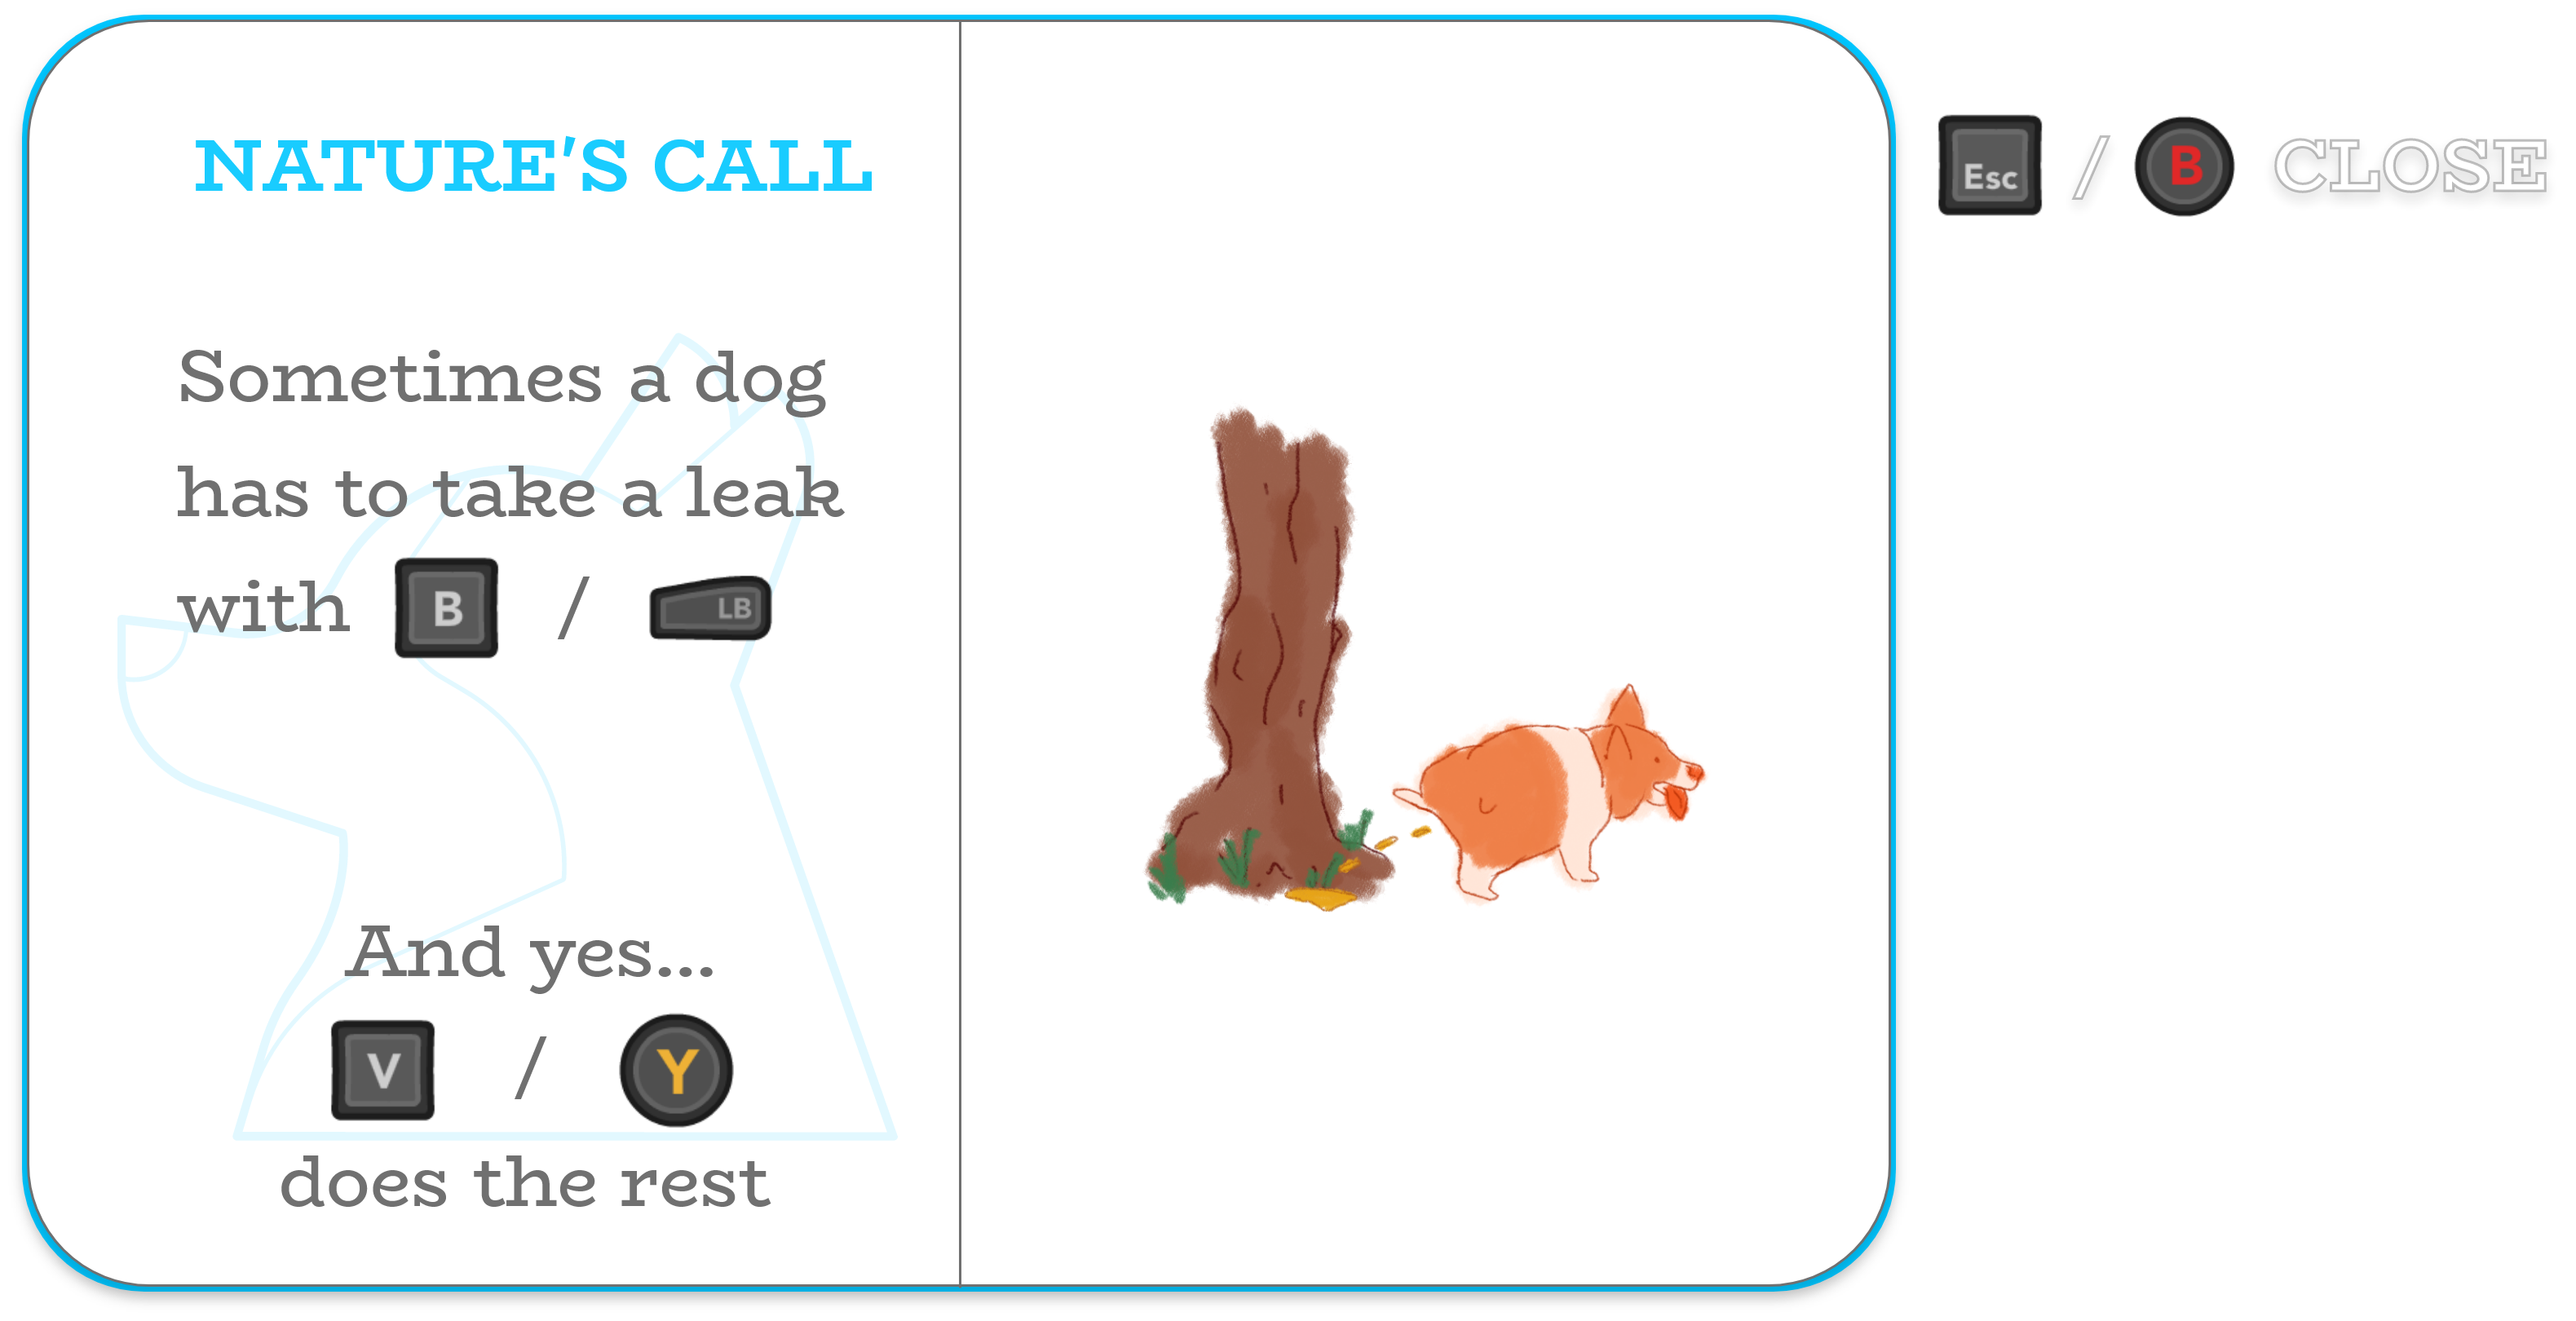 NATURE'S CALL
Sometimes a dog
has to take a leak
with B / LB
And yes...
V / Y
does the rest
Esc / B CLOSE